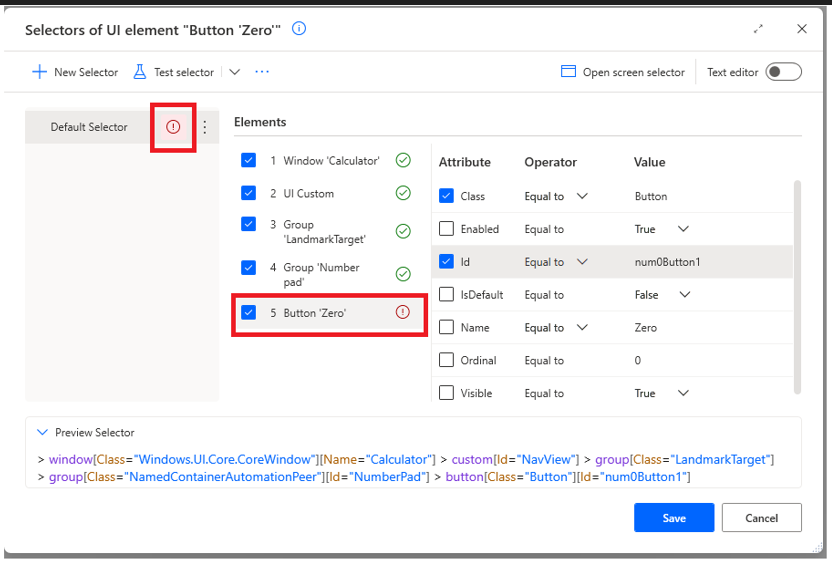 Selectors of UI element "Button 'Zero'"
New Selector Test selector Open screen selector Text editor
Default Selector
Elements
1 Window 'Calculator'
2 UI Custom
3 Group
'LandmarkTarget'
4 Group 'Number
pad'
5 Button 'Zero'
Attribute Operator Value
Class Equal to Button
Enabled Equal to True
Id Equal to num0Button1
IsDefault Equal to False
Name Equal to Zero
Ordinal Equal to 0
Visible Equal to True
Preview Selector
> window[Class="Windows.UI.Core.CoreWindow"][Name="Calculator"] > custom[Id="NavView"] > group[Class="LandmarkTarget"]
> group[Class="NamedContainerAutomationPeer"][Id="NumberPad"] > button[Class="Button"][Id="num0Button1"]
Save Cancel